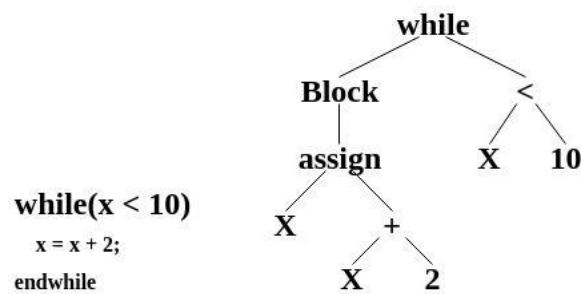 while
Block <
assign X 10
while(x < 10)
X +
x = x + 2;
X 2
endwhile